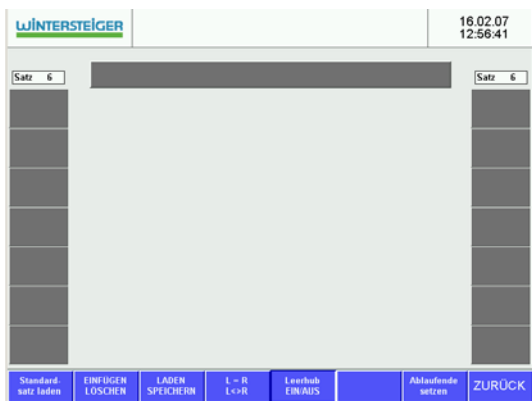 WINTERSTEIGER
16.02.07
12:56:41
Satz 6
Satz 6
Standard-
satz laden
EINFÜGEN
LÖSCHEN
LADEN
SPEICHERN
L = R
L<>R
Leerhub
EIN/AUS
Ablaufende
setzen
ZURÜCK